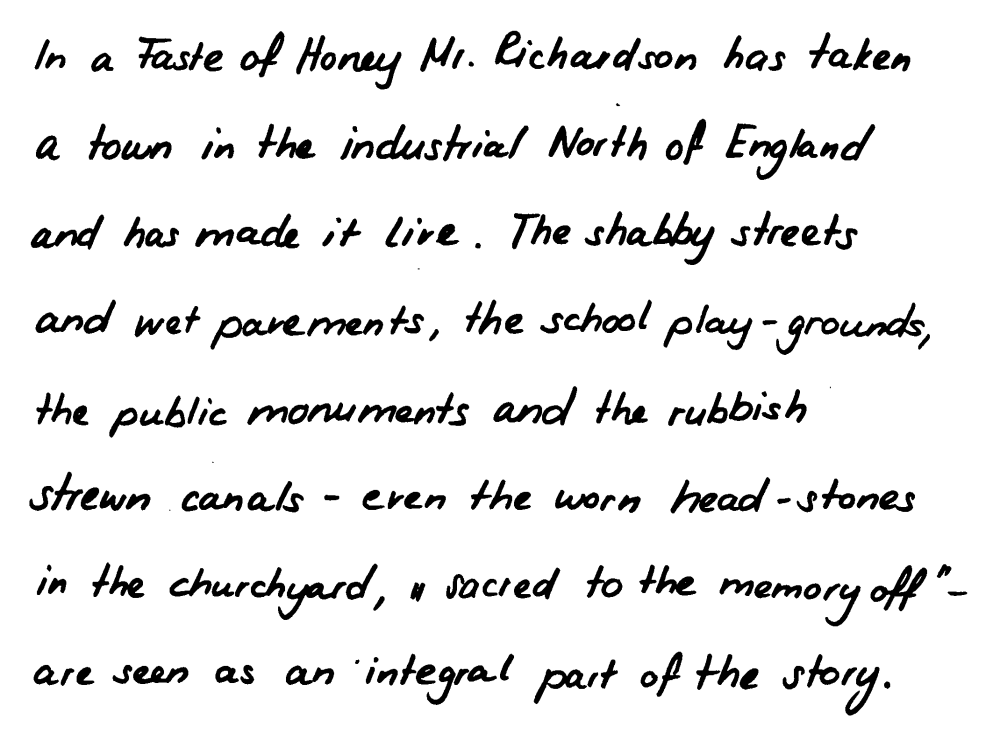 In a Taste of Honey Mr. Richardson has taken
a town in the industrial North of England
and has made it live. The shabby streets
and wet pavements, the school play-grounds,
the public monuments and the rubbish
strewn canals - even the worn head-stones
in the churchyard, "sacred to the memory off"-
are seen as an integral part of the story.